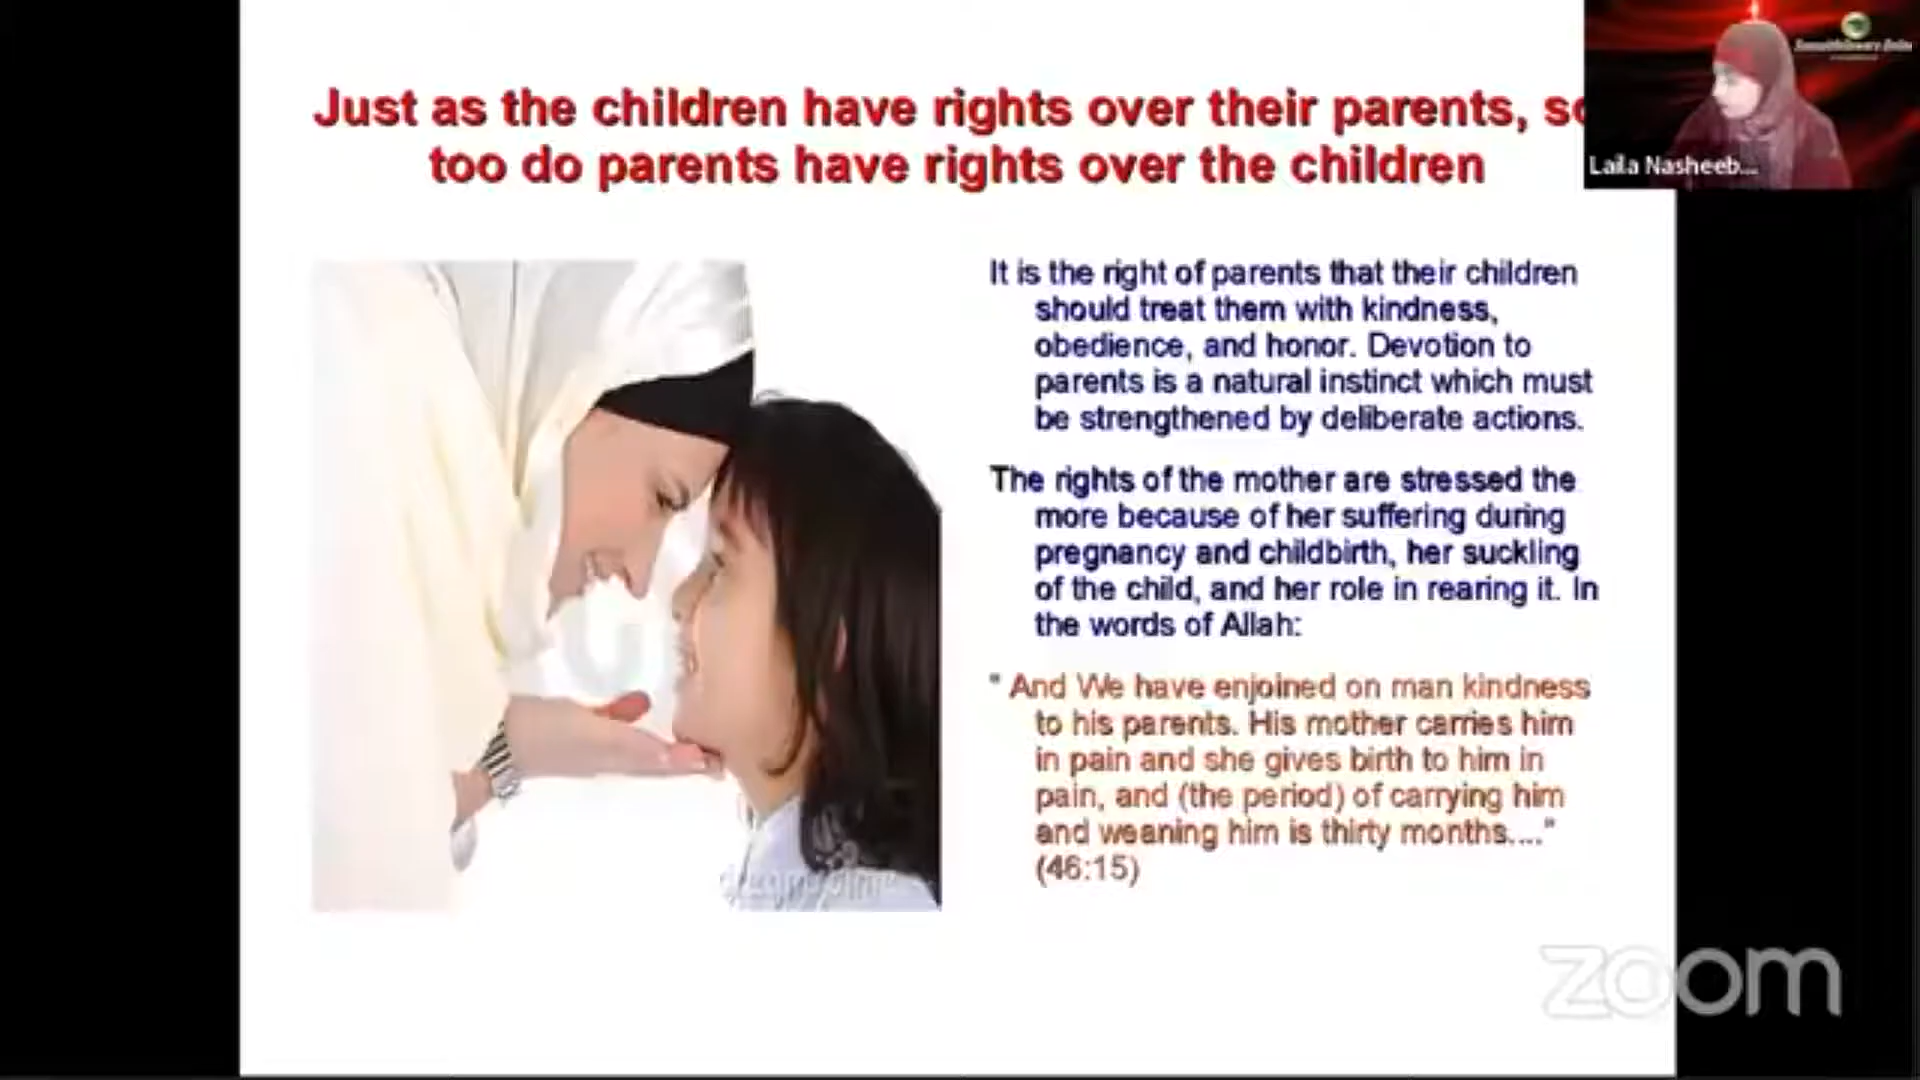 Just as the children have rights over their parents, so
too do parents have rights over the children
Laila Nasheeb...
It is the right of parents that their children
should treat them with kindness,
obedience, and honor. Devotion to
parents is a natural instinct which must
be strengthened by deliberate actions.
The rights of the mother are stressed the
more because of her suffering during
pregnancy and childbirth, her suckling
of the child, and her role in rearing it. In
the words of Allah:
" And We have enjoined on man kindness
to his parents. His mother carries him
in pain and she gives birth to him in
pain, and (the period) of carrying him
and weaning him is thirty months...."
(46:15)
zoom